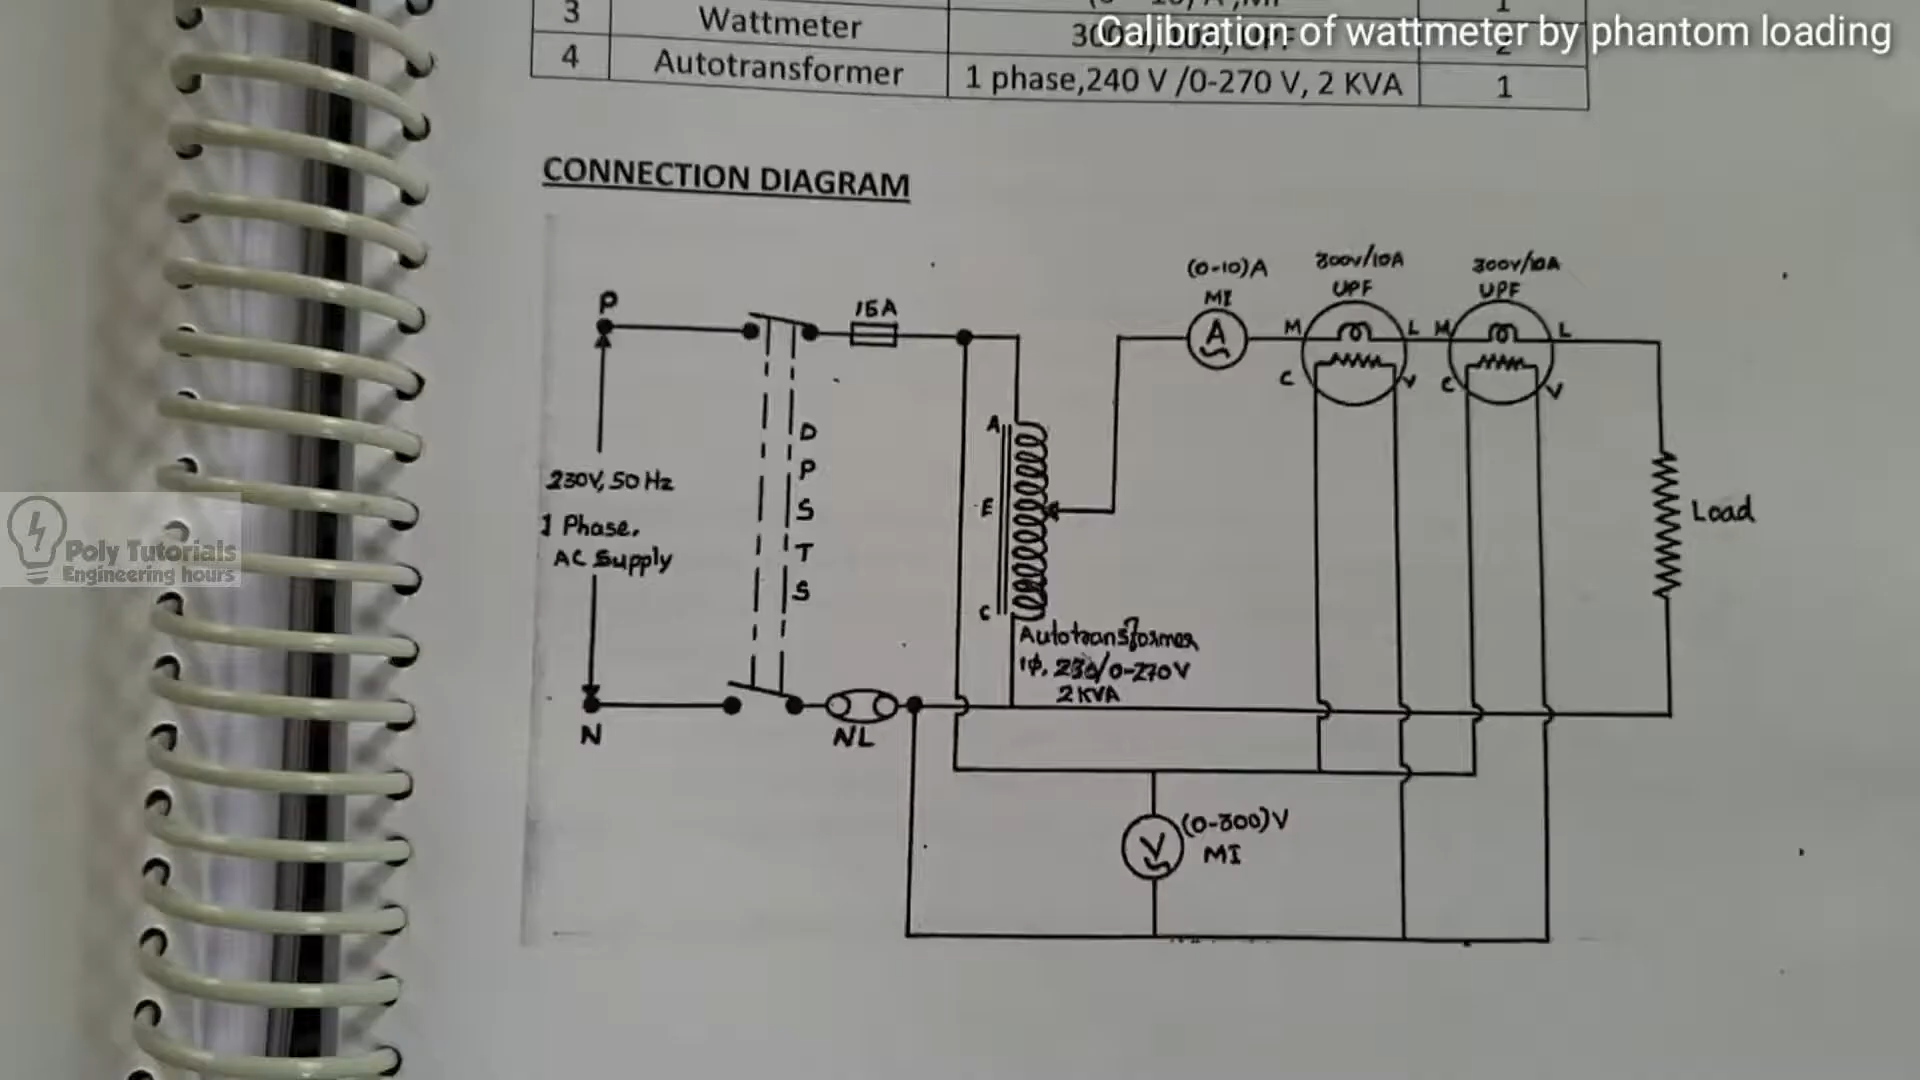 3 Wattmeter
Calibration of wattmeter by phantom loading
4 Autotransformer 1 phase,240 V /0-270 V, 2 KVA 1
CONNECTION DIAGRAM
(0-10)A
MI
A
300V/10A
UPF
300V/10A
UPF
M L M L
C V C V
P
15A
230V, 50 Hz
1 Phase,
AC Supply
N
D
P
S
T
S
NL
A
E
C
Autotransformer
1φ, 230/0-270V
2KVA
Load
V
(0-300)V
MI
Poly Tutorials
Engineering hours